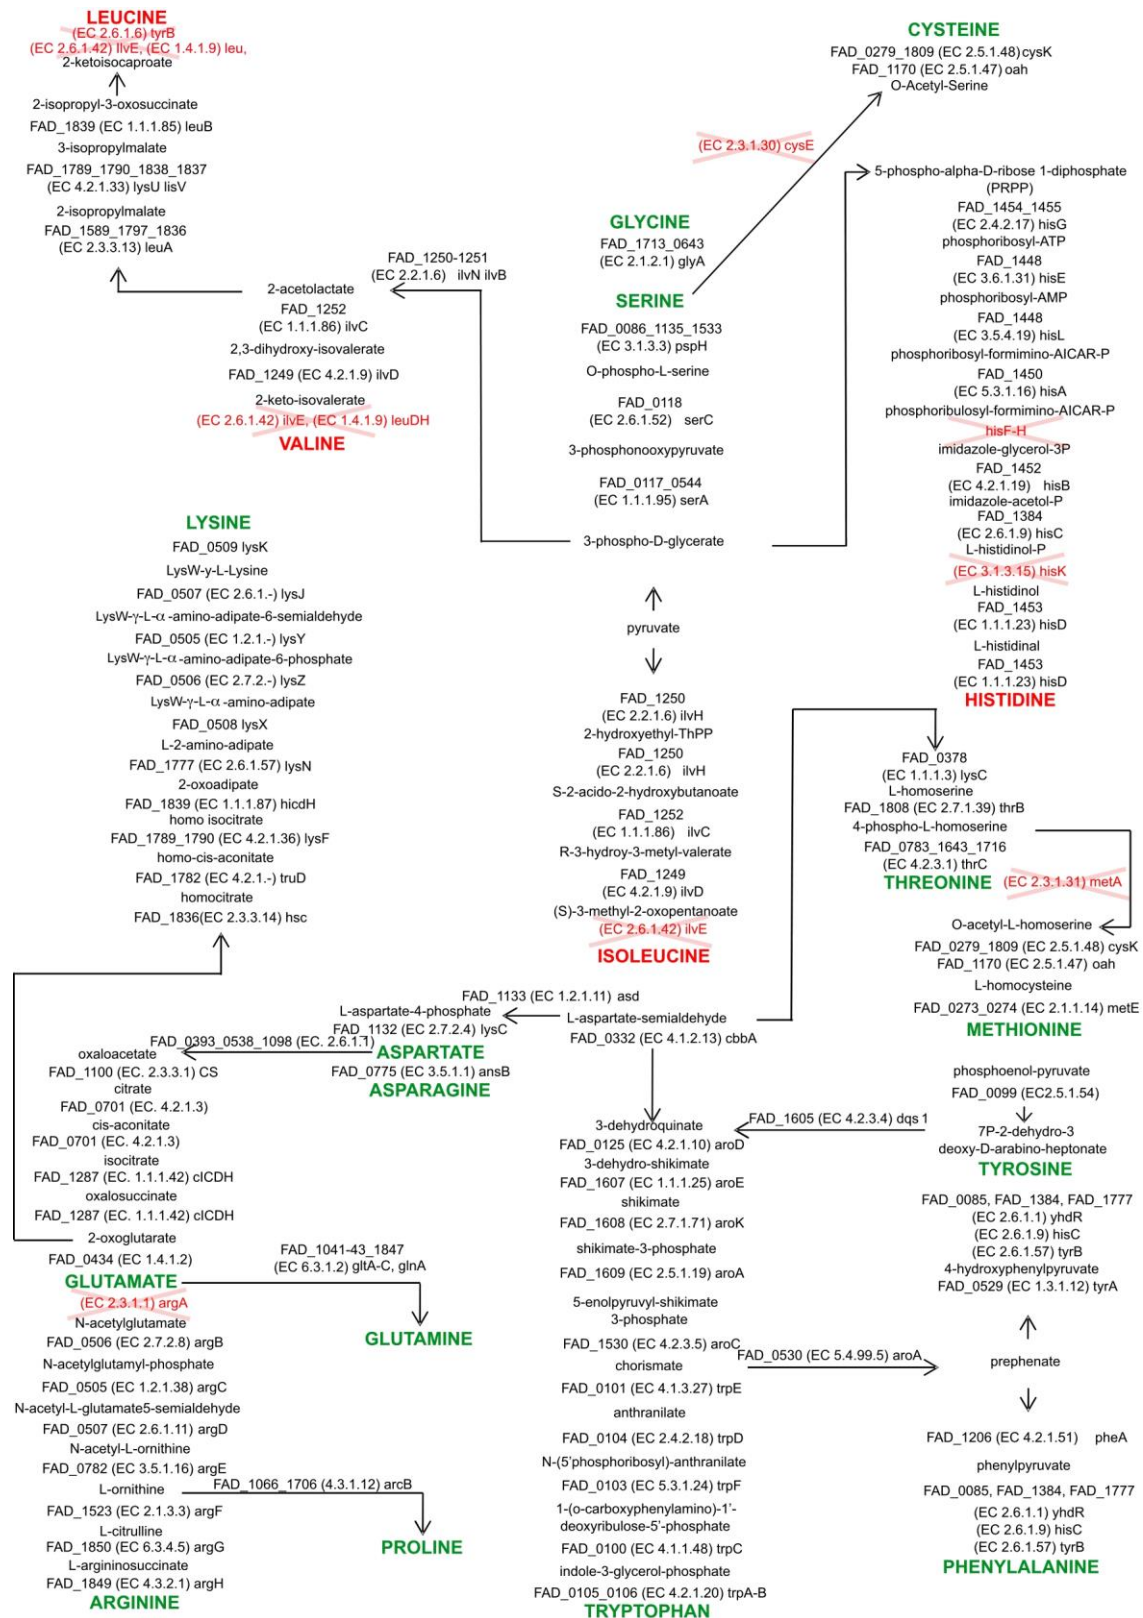 LEUCINE
(EC 2.6.1.6) tyrB
(EC 2.6.1.42) IlvE, (EC 1.4.1.9) leu,
2-ketoisocaproate
2-isopropyl-3-oxosuccinate
FAD_1839 (EC 1.1.1.85) leuB
3-isopropylmalate
FAD_1789_1790_1838_1837
(EC 4.2.1.33) lysU lisV
2-isopropylmalate
FAD_1589_1797_1836
(EC 2.3.3.13) leuA
FAD_1250-1251
(EC 2.2.1.6) ilvN ilvB
2-acetolactate
FAD_1252
(EC 1.1.1.86) ilvC
2,3-dihydroxy-isovalerate
FAD_1249 (EC 4.2.1.9) ilvD
2-keto-isovalerate
(EC 2.6.1.42) ilvE, (EC 1.4.1.9) leuDH
VALINE
CYSTEINE
FAD_0279_1809 (EC 2.5.1.48) cysK
FAD_1170 (EC 2.5.1.47) oah
O-Acetyl-Serine
(EC 2.3.1.30) cysE
GLYCINE
FAD_1713_0643
(EC 2.1.2.1) glyA
SERINE
FAD_0086_1135_1533
(EC 3.1.3.3) pspH
O-phospho-L-serine
FAD_0118
(EC 2.6.1.52) serC
3-phosphonooxypyruvate
FAD_0117_0544
(EC 1.1.1.95) serA
3-phospho-D-glycerate
pyruvate
5-phospho-alpha-D-ribose 1-diphosphate
(PRPP)
FAD_1454_1455
(EC 2.4.2.17) hisG
phosphoribosyl-ATP
FAD_1448
(EC 3.6.1.31) hisE
phosphoribosyl-AMP
FAD_1448
(EC 3.5.4.19) hisL
phosphoribosyl-formimino-AICAR-P
FAD_1450
(EC 5.3.1.16) hisA
phosphoribulosyl-formimino-AICAR-P
hisF-H
imidazole-glycerol-3P
FAD_1452
(EC 4.2.1.19) hisB
imidazole-acetol-P
FAD_1384
(EC 2.6.1.9) hisC
L-histidinol-P
(EC 3.1.3.15) hisK
L-histidinol
FAD_1453
(EC 1.1.1.23) hisD
L-histidinal
FAD_1453
(EC 1.1.1.23) hisD
HISTIDINE
LYSINE
FAD_0509 lysK
LysW-y-L-Lysine
FAD_0507 (EC 2.6.1.-) lysJ
LysW-γ-L-α -amino-adipate-6-semialdehyde
FAD_0505 (EC 1.2.1.-) lysY
LysW-γ-L-α -amino-adipate-6-phosphate
FAD_0506 (EC 2.7.2.-) lysZ
LysW-γ-L-α -amino-adipate
FAD_0508 lysX
L-2-amino-adipate
FAD_1777 (EC 2.6.1.57) lysN
2-oxoadipate
FAD_1839 (EC 1.1.1.87) hicdH
homo isocitrate
FAD_1789_1790 (EC 4.2.1.36) lysF
homo-cis-aconitate
FAD_1782 (EC 4.2.1.-) truD
homocitrate
FAD_1836(EC 2.3.3.14) hsc
FAD_1250
(EC 2.2.1.6) ilvH
2-hydroxyethyl-ThPP
FAD_1250
(EC 2.2.1.6) ilvH
S-2-acido-2-hydroxybutanoate
FAD_1252
(EC 1.1.1.86) ilvC
R-3-hydroy-3-metyl-valerate
FAD_1249
(EC 4.2.1.9) ilvD
(S)-3-methyl-2-oxopentanoate
(EC 2.6.1.42) ilvE
ISOLEUCINE
FAD_0378
(EC 1.1.1.3) lysC
L-homoserine
FAD_1808 (EC 2.7.1.39) thrB
4-phospho-L-homoserine
FAD_0783_1643_1716
(EC 4.2.3.1) thrC
THREONINE
(EC 2.3.1.31) metA
O-acetyl-L-homoserine
FAD_0279_1809 (EC 2.5.1.48) cysK
FAD_1170 (EC 2.5.1.47) oah
L-homocysteine
FAD_0273_0274 (EC 2.1.1.14) metE
METHIONINE
FAD_1133 (EC 1.2.1.11) asd
L-aspartate-4-phosphate
L-aspartate-semialdehyde
FAD_1132 (EC 2.7.2.4) lysC
FAD_0332 (EC 4.1.2.13) cbbA
FAD_0393_0538_1098 (EC. 2.6.1.1)
ASPARTATE
FAD_0775 (EC 3.5.1.1) ansB
ASPARAGINE
oxaloacetate
FAD_1100 (EC. 2.3.3.1) CS
citrate
FAD_0701 (EC. 4.2.1.3)
cis-aconitate
FAD_0701 (EC. 4.2.1.3)
isocitrate
FAD_1287 (EC. 1.1.1.42) cICDH
oxalosuccinate
FAD_1287 (EC. 1.1.1.42) cICDH
2-oxoglutarate
FAD_0434 (EC 1.4.1.2)
GLUTAMATE
FAD_1041-43_1847
(EC 6.3.1.2) gltA-C, glnA
GLUTAMINE
(EC 2.3.1.1) argA
N-acetylglutamate
FAD_0506 (EC 2.7.2.8) argB
N-acetylglutamyl-phosphate
FAD_0505 (EC 1.2.1.38) argC
N-acetyl-L-glutamate5-semialdehyde
FAD_0507 (EC 2.6.1.11) argD
N-acetyl-L-ornithine
FAD_0782 (EC 3.5.1.16) argE
L-ornithine
FAD_1066_1706 (4.3.1.12) arcB
PROLINE
FAD_1523 (EC 2.1.3.3) argF
L-citrulline
FAD_1850 (EC 6.3.4.5) argG
L-argininosuccinate
FAD_1849 (EC 4.3.2.1) argH
ARGININE
phosphoenol-pyruvate
FAD_0099 (EC2.5.1.54)
7P-2-dehydro-3
deoxy-D-arabino-heptonate
FAD_1605 (EC 4.2.3.4) dqs1
3-dehydroquinate
FAD_0125 (EC 4.2.1.10) aroD
3-dehydro-shikimate
FAD_1607 (EC 1.1.1.25) aroE
shikimate
FAD_1608 (EC 2.7.1.71) aroK
shikimate-3-phosphate
FAD_1609 (EC 2.5.1.19) aroA
5-enolpyruvyl-shikimate
3-phosphate
FAD_1530 (EC 4.2.3.5) aroC
chorismate
FAD_0530 (EC 5.4.99.5) aroA
FAD_0101 (EC 4.1.3.27) trpE
anthranilate
FAD_0104 (EC 2.4.2.18) trpD
N-(5'phosphoribosyl)-anthranilate
FAD_0103 (EC 5.3.1.24) trpF
1-(o-carboxyphenylamino)-1'-
deoxyribulose-5'-phosphate
FAD_0100 (EC 4.1.1.48) trpC
indole-3-glycerol-phosphate
FAD_0105_0106 (EC 4.2.1.20) trpA-B
TRYPTOPHAN
TYROSINE
FAD_0085, FAD_1384, FAD_1777
(EC 2.6.1.1) yhdR
(EC 2.6.1.9) hisC
(EC 2.6.1.57) tyrB
4-hydroxyphenylpyruvate
FAD_0529 (EC 1.3.1.12) tyrA
prephenate
FAD_1206 (EC 4.2.1.51) pheA
phenylpyruvate
FAD_0085, FAD_1384, FAD_1777
(EC 2.6.1.1) yhdR
(EC 2.6.1.9) hisC
(EC 2.6.1.57) tyrB
PHENYLALANINE